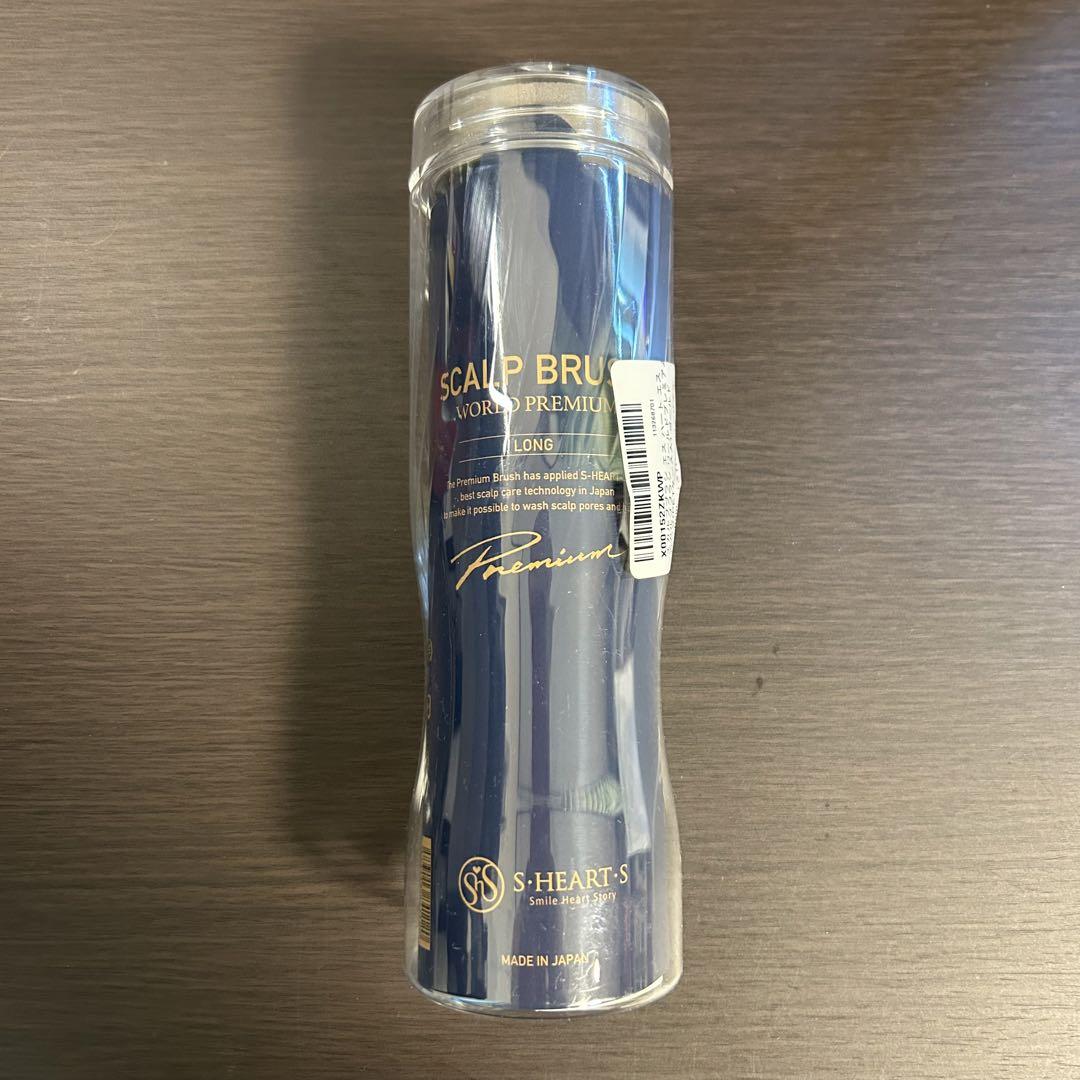 SCALP BRUS
WORLD PREMIUM
LONG
The Premium Brush has applied S-HEART
best scalp care technology in Japan
to make it possible to wash scalp pores and
Premium
S·HEART·S
Smile Heart Story
MADE IN JAPAN
X001527KWP